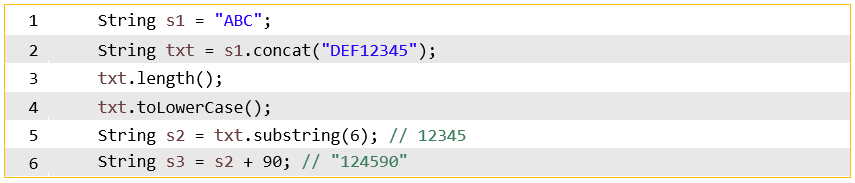 1 String s1 = "ABC";
2 String txt = s1.concat("DEF12345");
3 txt.length();
4 txt.toLowerCase();
5 String s2 = txt.substring(6); // 12345
6 String s3 = s2 + 90; // "124590"